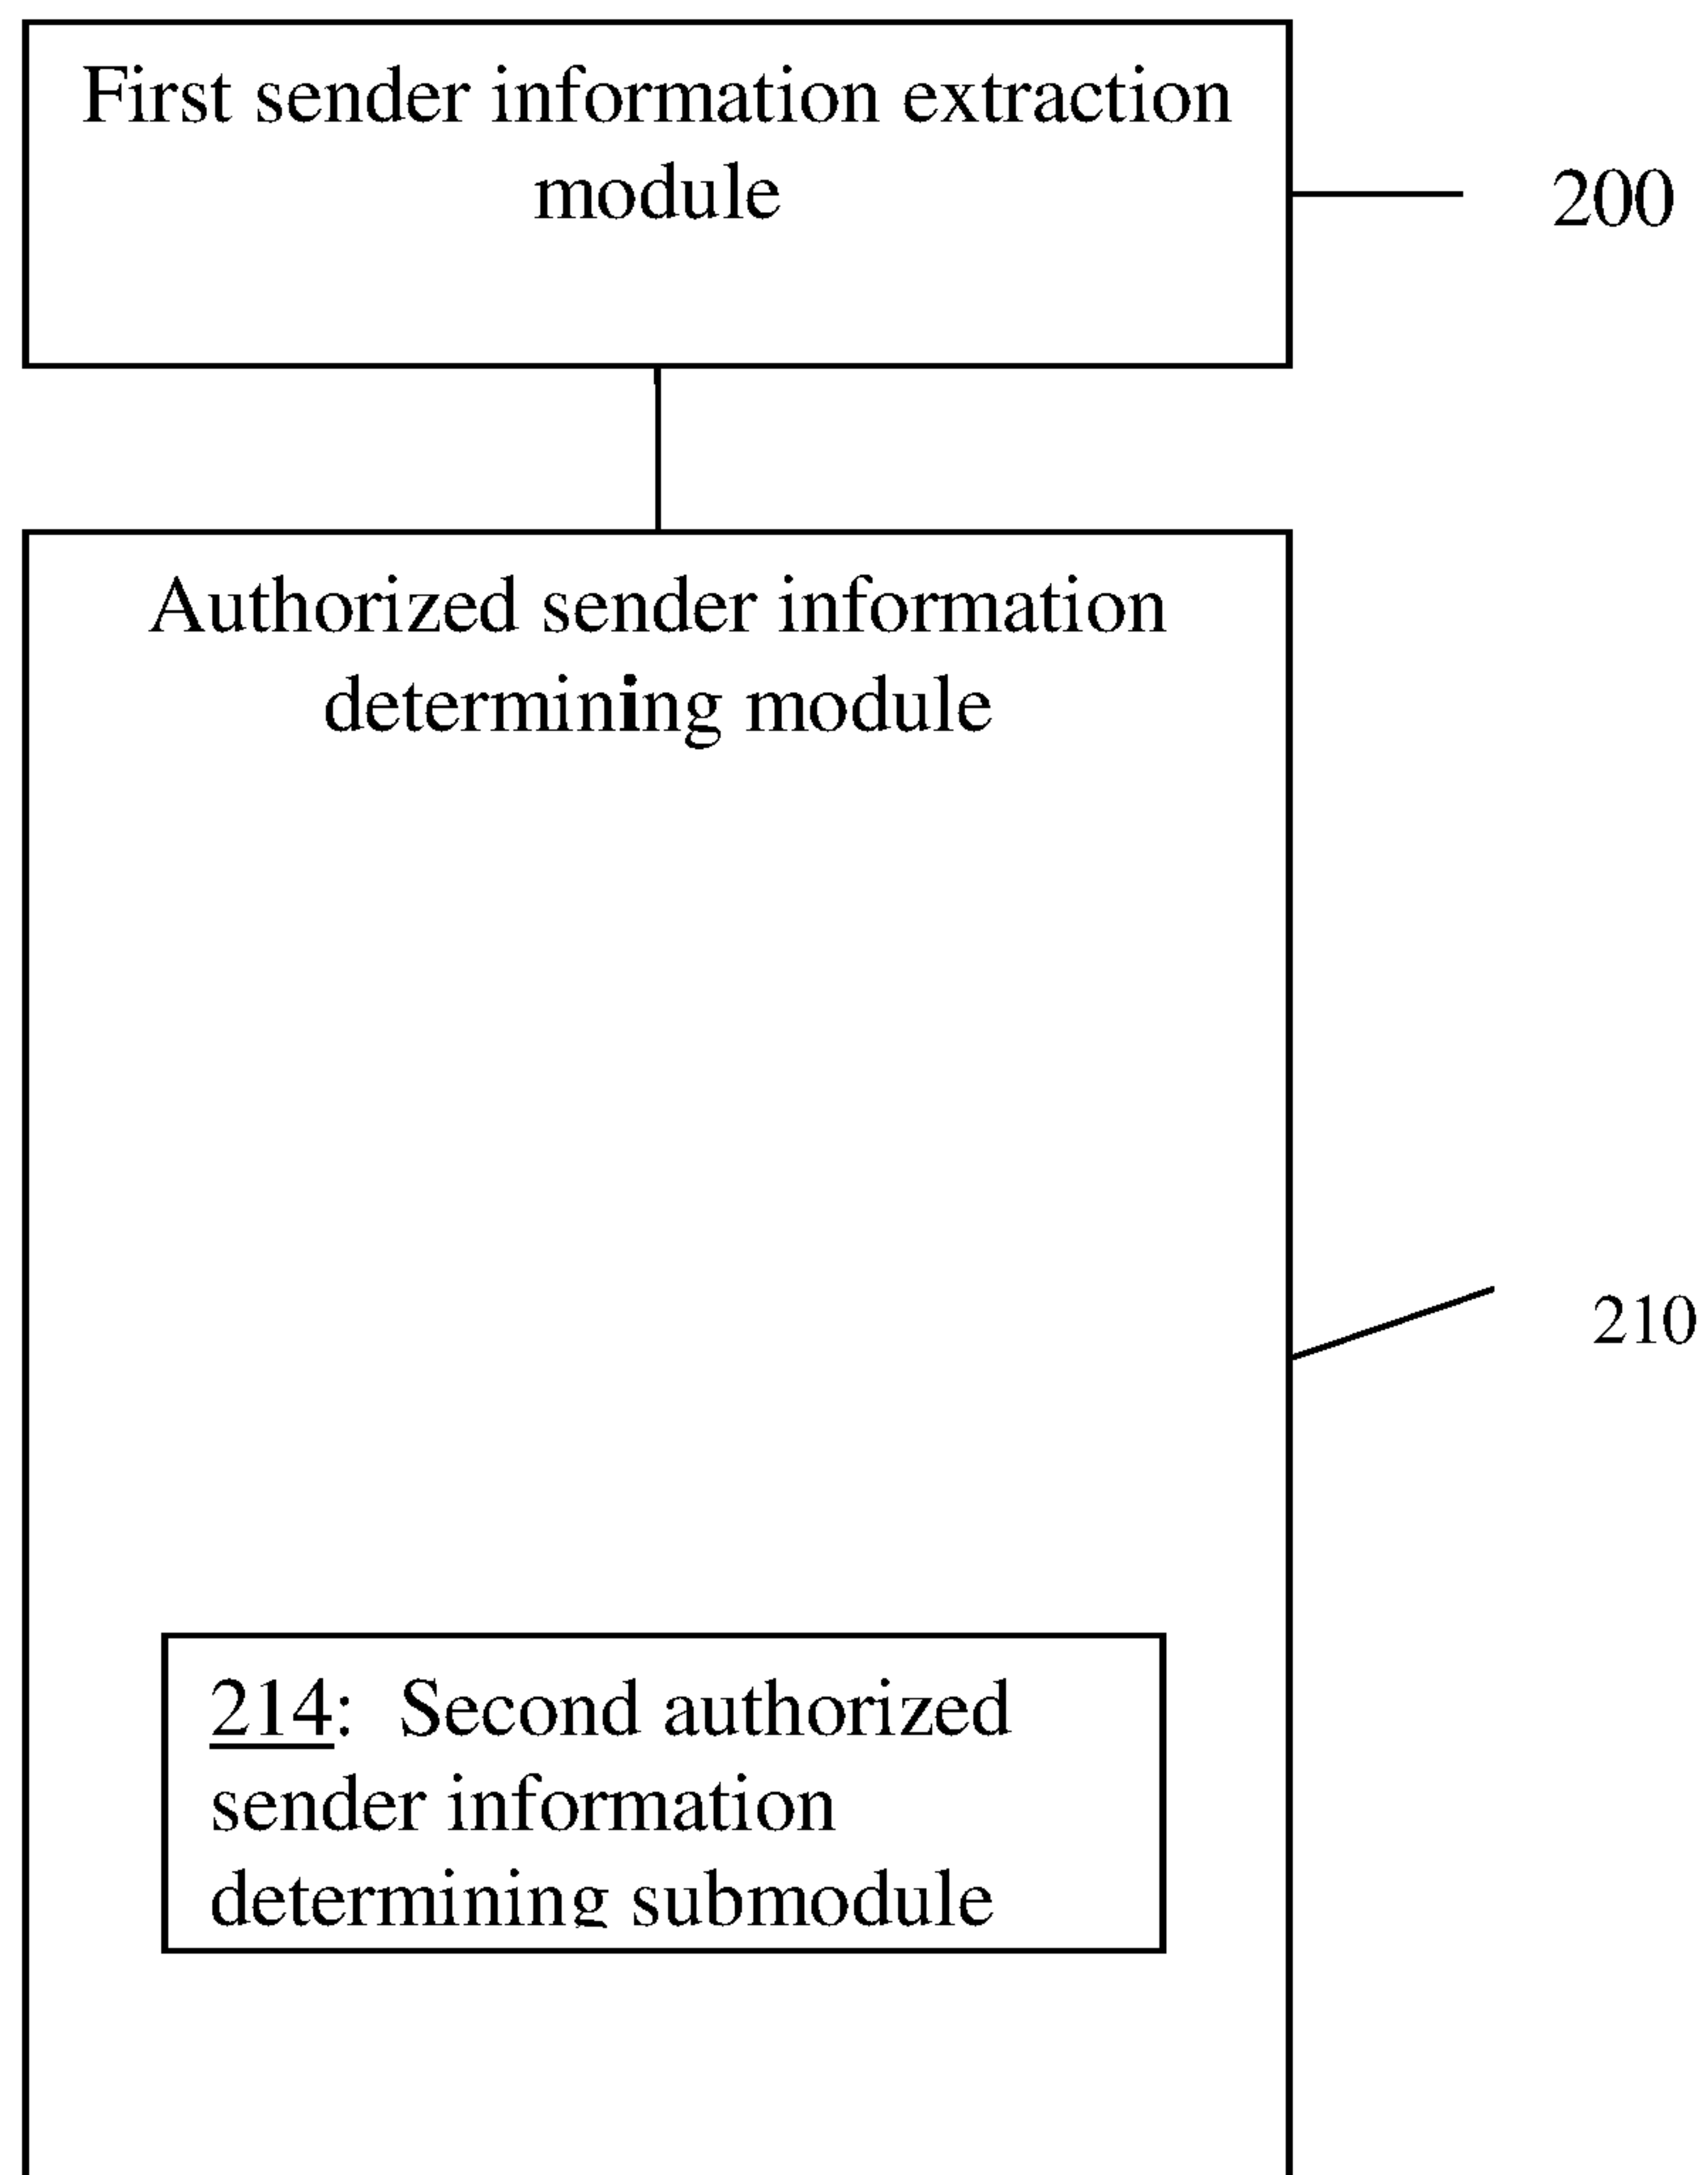 First sender information extraction
module
200
Authorized sender information
determining module
210
214: Second authorized
sender information
determining submodule